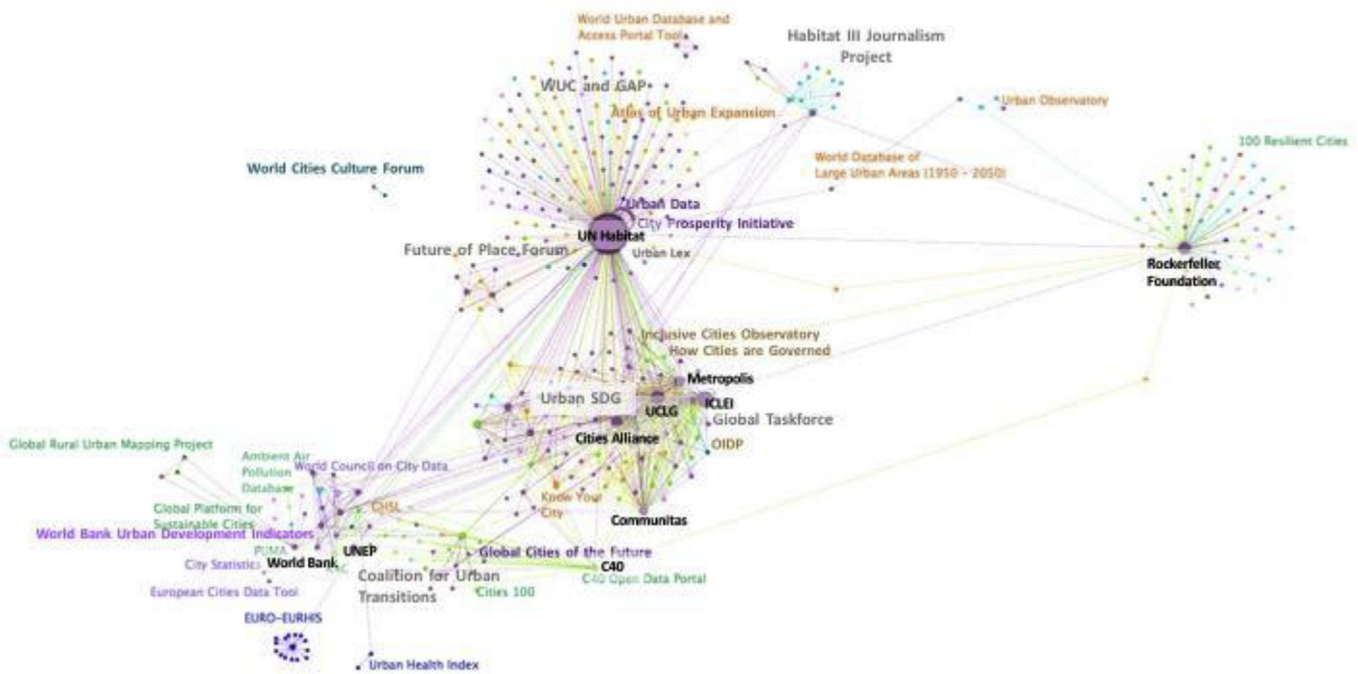 World Urban Database and
Access Portal Tool
Habitat III Journalism
Project
WUC and GAP
Atlas of Urban Expansion
Urban Observatory
100 Resilient Cities
World Cities Culture Forum
World Database of
Large Urban Areas (1950 - 2050)
Urban Data
City Prosperity Initiative
UN Habitat
Future of Place Forum
Urban Lex
Rockerfeller
Foundation
Inclusive Cities Observatory
How Cities are Governed
Metropolis
Urban SDG
UCLG
ICLEI
Global Taskforce
Cities Alliance
OIDP
Global Rural Urban Mapping Project
Ambient Air
Pollution
Database
World Council on City Data
Know Your
City
Global Platform for
Sustainable Cities
CHSL
Communitas
World Bank Urban Development Indicators
PUMA
UNEP
Global Cities of the Future
City Statistics
World Bank
C40
Coalition for Urban
Transitions
C40 Open Data Portal
European Cities Data Tool
Cities 100
EURO-EURHIS
Urban Health Index